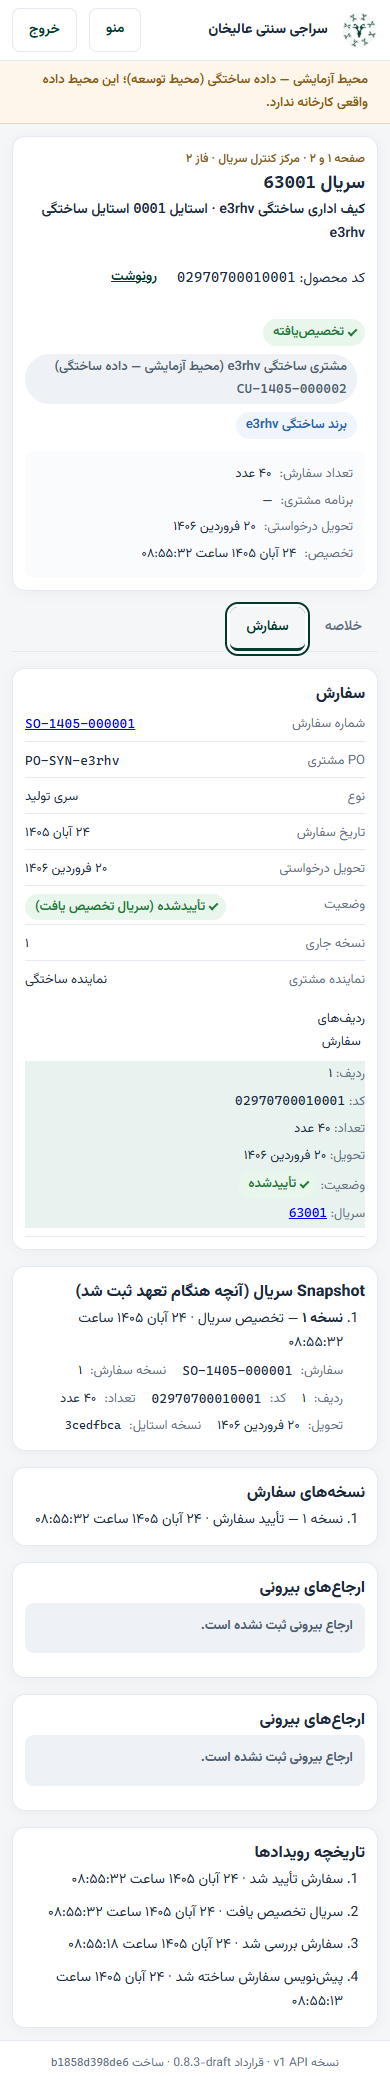 سراجی سنتی عالیخان
منو
خروج
محیط آزمایشی — داده ساختگی (محیط توسعه)؛ این محیط داده
واقعی کارخانه ندارد.
صفحه ۱ و ۲ · مرکز کنترل سریال · فاز ۲
سریال 63001
کیف اداری ساختگی e3rhv · استایل 0001 استایل ساختگی
e3rhv
کد محصول: 02970700010001 رونوشت
✓ تخصیص‌یافته
مشتری ساختگی e3rhv (محیط آزمایشی — داده ساختگی)
CU-1405-000002
برند ساختگی e3rhv
تعداد سفارش: ۴۰ عدد
برنامه مشتری: —
تحویل درخواستی: ۲۰ فروردین ۱۴۰۶
تخصیص: ۲۴ آبان ۱۴۰۵ ساعت ۰۸:۵۵:۳۲
خلاصه
سفارش
سفارش
شماره سفارش SO-1405-000001
PO مشتری PO-SYN-e3rhv
نوع سری تولید
تاریخ سفارش ۲۴ آبان ۱۴۰۵
تحویل درخواستی ۲۰ فروردین ۱۴۰۶
وضعیت ✓ تأییدشده (سریال تخصیص یافت)
نسخه جاری ۱
نماینده مشتری نماینده ساختگی
ردیف‌های
سفارش
ردیف: ۱
کد: 02970700010001
تعداد: ۴۰ عدد
تحویل: ۲۰ فروردین ۱۴۰۶
وضعیت: ✓ تأییدشده
سریال: 63001
Snapshot سریال (آنچه هنگام تعهد ثبت شد)
1. نسخه ۱ — تخصیص سریال · ۲۴ آبان ۱۴۰۵ ساعت
۰۸:۵۵:۳۲
سفارش: SO-1405-000001 نسخه سفارش: ۱
ردیف: ۱ کد: 02970700010001 تعداد: ۴۰ عدد
تحویل: ۲۰ فروردین ۱۴۰۶ نسخه استایل: 3cedfbca
نسخه‌های سفارش
1. نسخه ۱ — تأیید سفارش · ۲۴ آبان ۱۴۰۵ ساعت ۰۸:۵۵:۳۲
ارجاع‌های بیرونی
ارجاع بیرونی ثبت نشده است.
ارجاع‌های بیرونی
ارجاع بیرونی ثبت نشده است.
تاریخچه رویدادها
1. سفارش تأیید شد · ۲۴ آبان ۱۴۰۵ ساعت ۰۸:۵۵:۳۲
2. سریال تخصیص یافت · ۲۴ آبان ۱۴۰۵ ساعت ۰۸:۵۵:۳۲
3. سفارش بررسی شد · ۲۴ آبان ۱۴۰۵ ساعت ۰۸:۵۵:۱۸
4. پیش‌نویس سفارش ساخته شد · ۲۴ آبان ۱۴۰۵ ساعت
۰۸:۵۵:۱۳
نسخه v1 API · قرارداد 0.8.3-draft · ساخت b1858d398de6